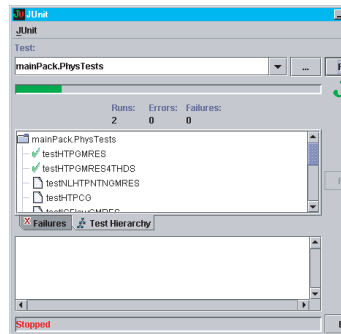 JUnit
JUnit
Test:
mainPack.PhysTests
...
Runs: Errors: Failures:
2 0 0
mainPack.PhysTests
testHTPGMRES
testHTPGMRES4THDS
testNLHTPNTNGMRES
testHTPCG
Failures Test Hierarchy
Stopped